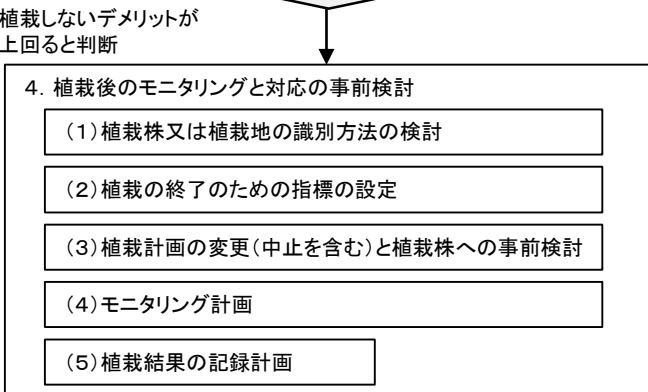 植栽しないデメリットが
上回ると判断
４．植栽後のモニタリングと対応の事前検討
（１）植栽株又は植栽地の識別方法の検討
（２）植栽の終了のための指標の設定
（３）植栽計画の変更（中止を含む）と植栽株への事前検討
（４）モニタリング計画
（５）植栽結果の記録計画